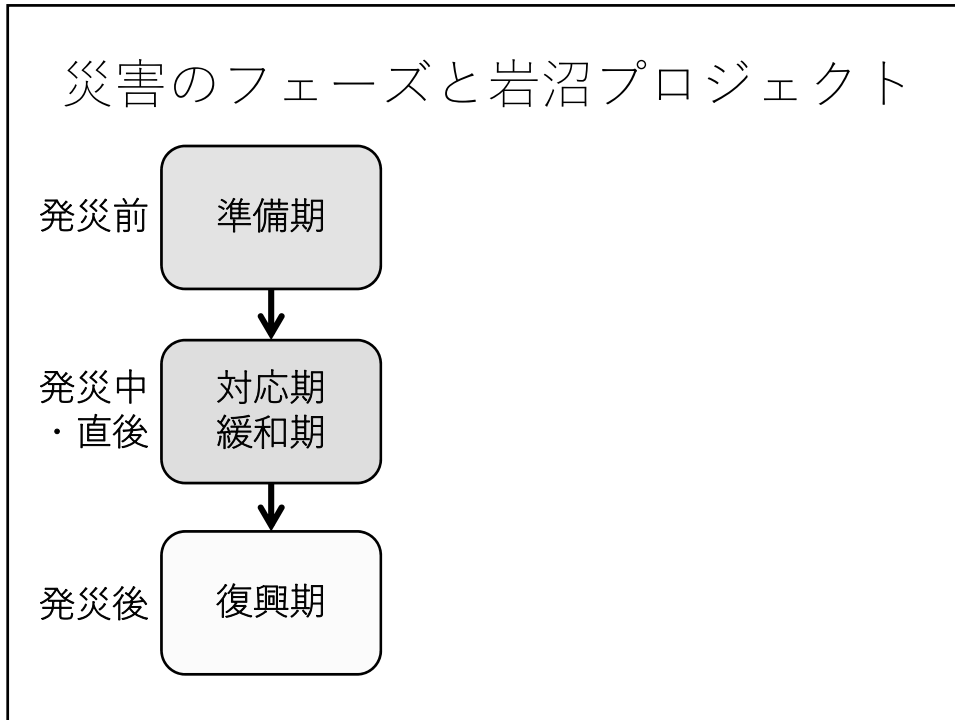 災害のフェーズと岩沼プロジェクト
発災前
準備期
発災中
・直後
対応期
緩和期
発災後
復興期